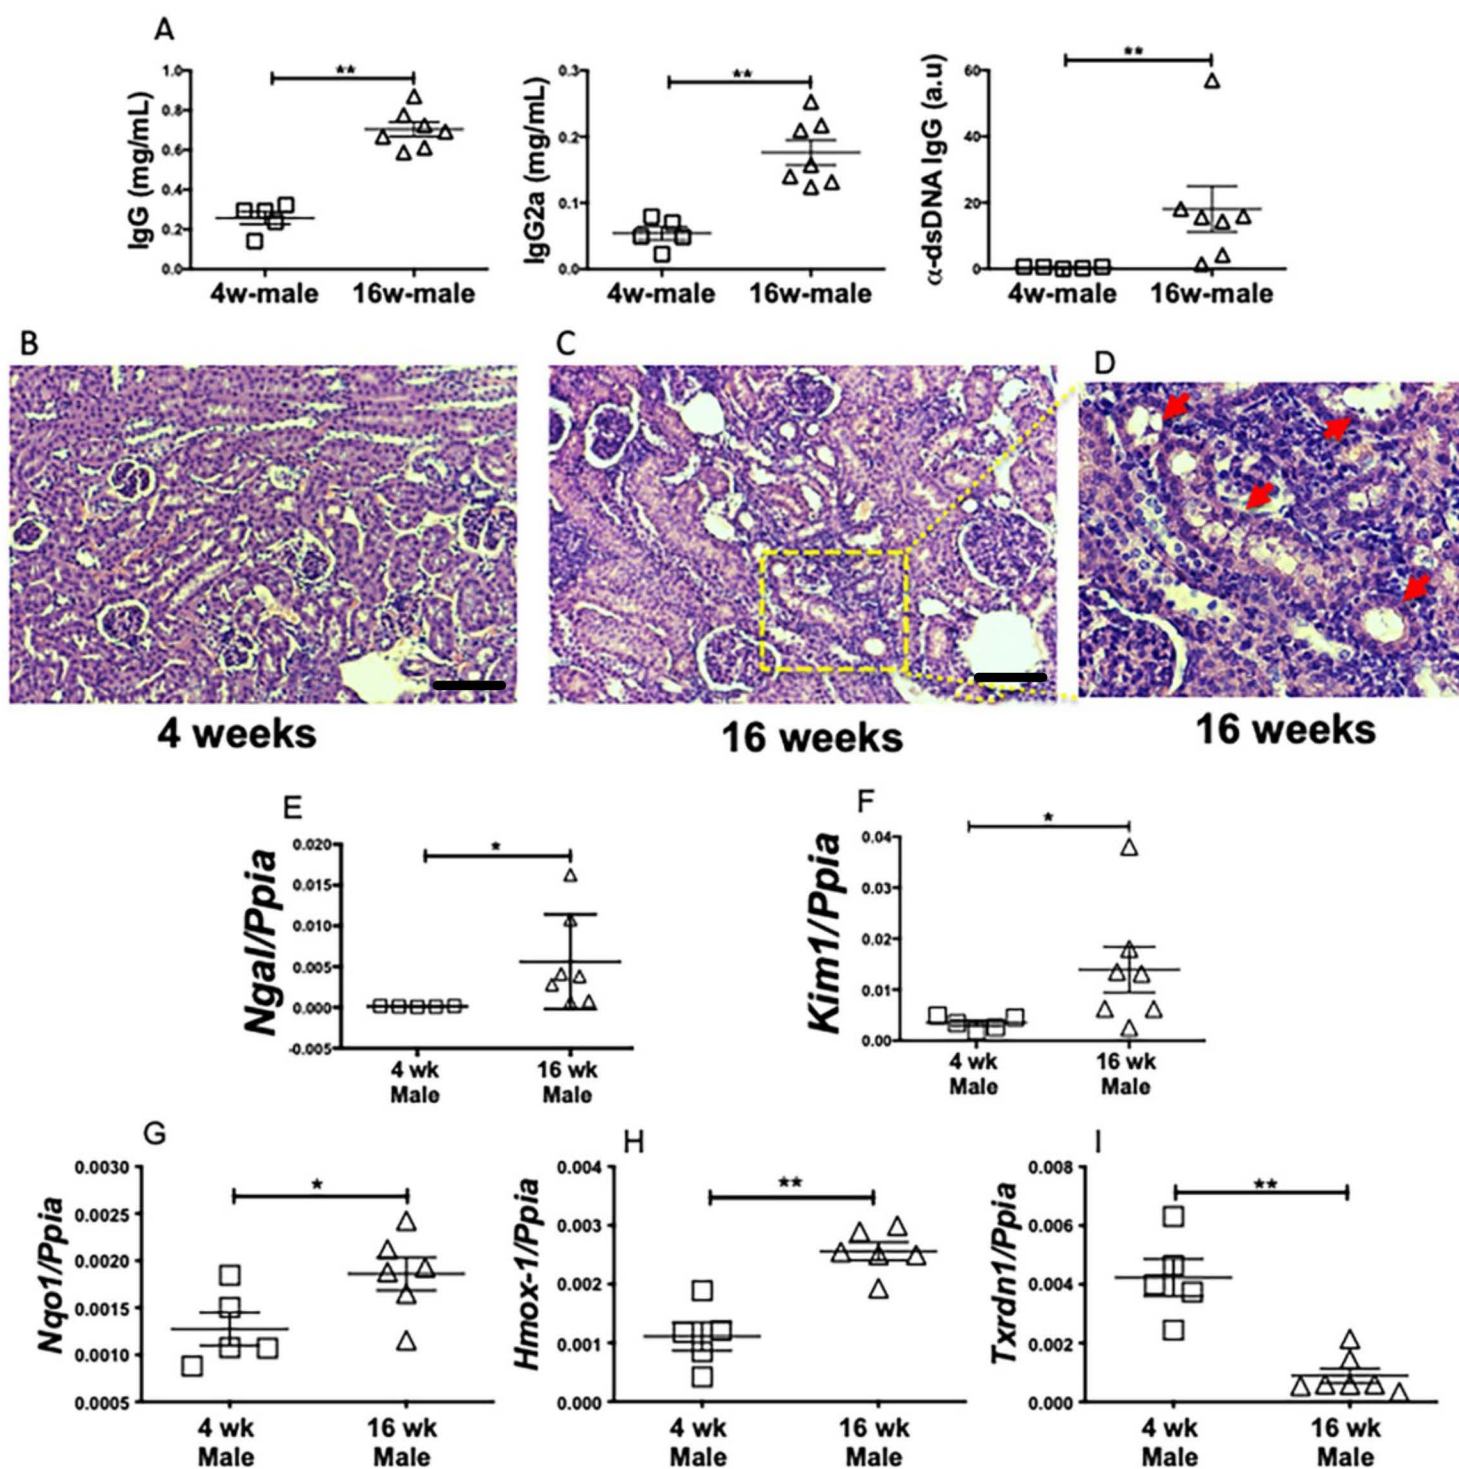 A
IgG (mg/mL)
1.0
0.8
0.6
0.4
0.2
0.0
**
4w-male 16w-male
IgG2a (mg/mL)
0.3
0.2
0.1
0.0
**
4w-male 16w-male
α-dsDNA IgG (a.u)
60
40
20
0
**
4w-male 16w-male
B
4 weeks
C
16 weeks
D
16 weeks
E
Ngal/Ppia
0.020
0.015
0.010
0.005
0.000
-0.005
*
4 wk 16 wk
Male Male
F
Kim1/Ppia
0.04
0.03
0.02
0.01
0.00
*
4 wk 16 wk
Male Male
G
Nqo1/Ppia
0.0030
0.0025
0.0020
0.0015
0.0010
0.0005
*
4 wk 16 wk
Male Male
H
Hmox-1/Ppia
0.004
0.003
0.002
0.001
0.000
**
4 wk 16 wk
Male Male
I
Txrdn1/Ppia
0.008
0.006
0.004
0.002
0.000
**
4 wk 16 wk
Male Male